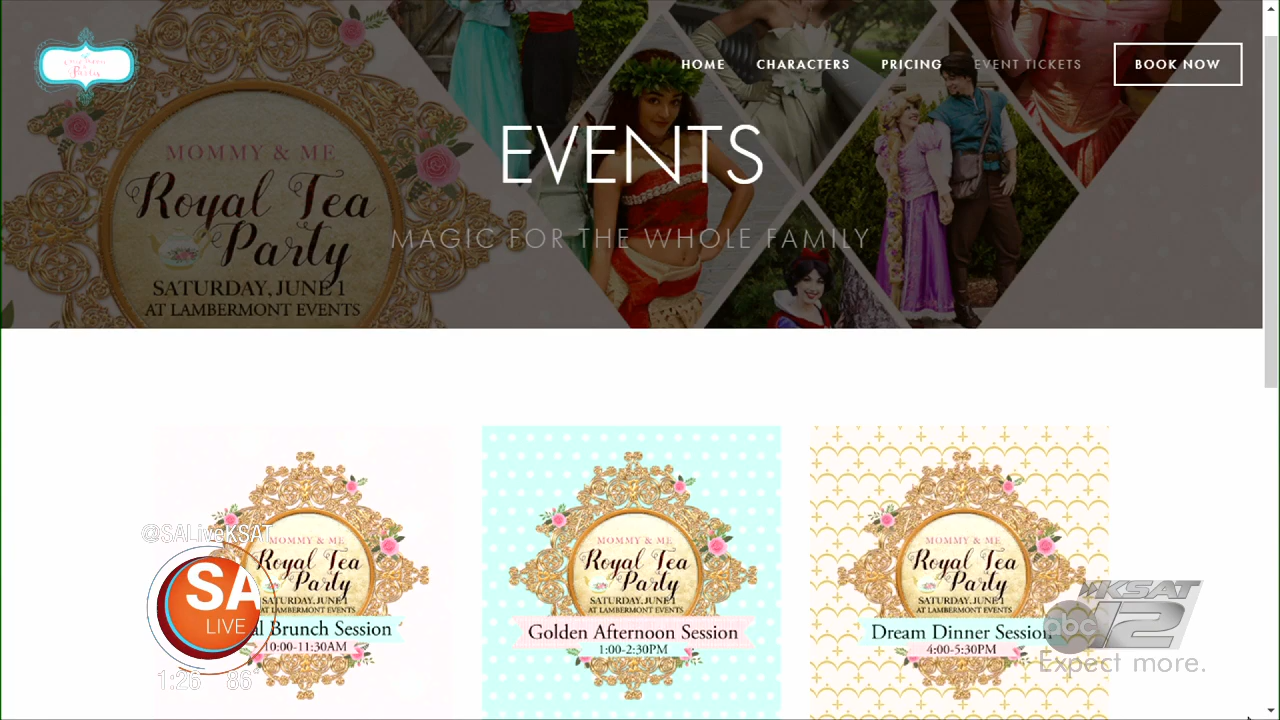 HOME CHARACTERS PRICING EVENT TICKETS BOOK NOW
Party
EVENTS
MAGIC FOR THE WHOLE FAMILY
MOMMY & ME
Royal Tea
Party
SATURDAY, JUNE 1
AT LAMBERMONT EVENTS
MOMMY & ME
Royal Tea
Party
SATURDAY, JUNE 1
AT LAMBERMONT EVENTS
al Brunch Session
10:00-11:30AM
MOMMY & ME
Royal Tea
Party
SATURDAY, JUNE 1
AT LAMBERMONT EVENTS
Golden Afternoon Session
1:00-2:30PM
MOMMY & ME
Royal Tea
Party
SATURDAY, JUNE 1
AT LAMBERMONT EVENTS
Dream Dinner Session
4:00-5:30PM
@SALiveKSAT
SA
LIVE
1:26 86°
KSAT
abc 12
Expect more.